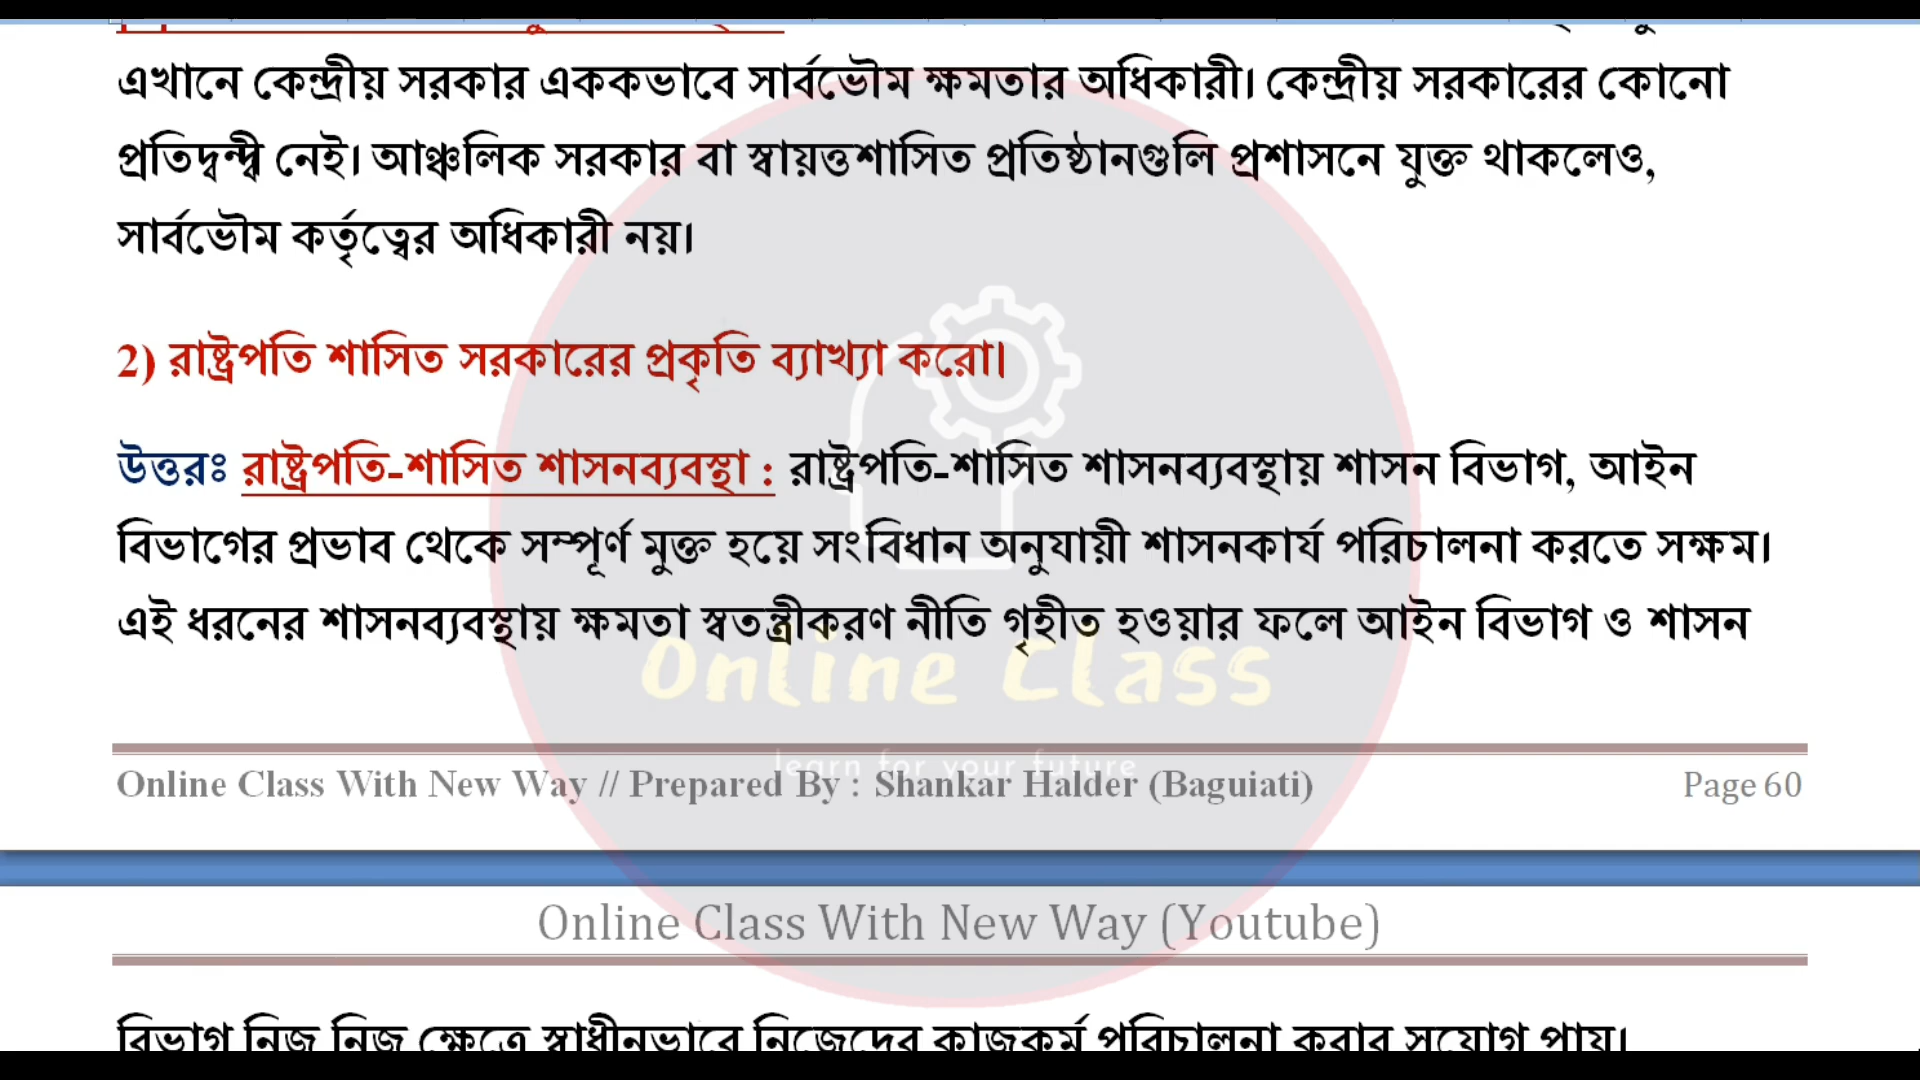 এখানে কেন্দ্রীয় সরকার এককভাবে সার্বভৌম ক্ষমতার অধিকারী। কেন্দ্রীয় সরকারের কোনো
প্রতিদ্বন্দ্বী নেই। আঞ্চলিক সরকার বা স্বায়ত্তশাসিত প্রতিষ্ঠানগুলি প্রশাসনে যুক্ত থাকলেও,
সার্বভৌম কর্তৃত্বের অধিকারী নয়।
2) রাষ্ট্রপতি শাসিত সরকারের প্রকৃতি ব্যাখ্যা করো।
উত্তরঃ রাষ্ট্রপতি-শাসিত শাসনব্যবস্থা : রাষ্ট্রপতি-শাসিত শাসনব্যবস্থায় শাসন বিভাগ, আইন
বিভাগের প্রভাব থেকে সম্পূর্ণ মুক্ত হয়ে সংবিধান অনুযায়ী শাসনকার্য পরিচালনা করতে সক্ষম।
এই ধরনের শাসনব্যবস্থায় ক্ষমতা স্বতন্ত্রীকরণ নীতি গৃহীত হওয়ার ফলে আইন বিভাগ ও শাসন
Online Class
learn for your future
Online Class With New Way // Prepared By : Shankar Halder (Baguiati) Page 60
Online Class With New Way (Youtube)
বিভাগ নিজ নিজ ক্ষেত্রে স্বাধীনভাবে নিজেদের কাজকর্ম পরিচালনা করার সুযোগ পায়।